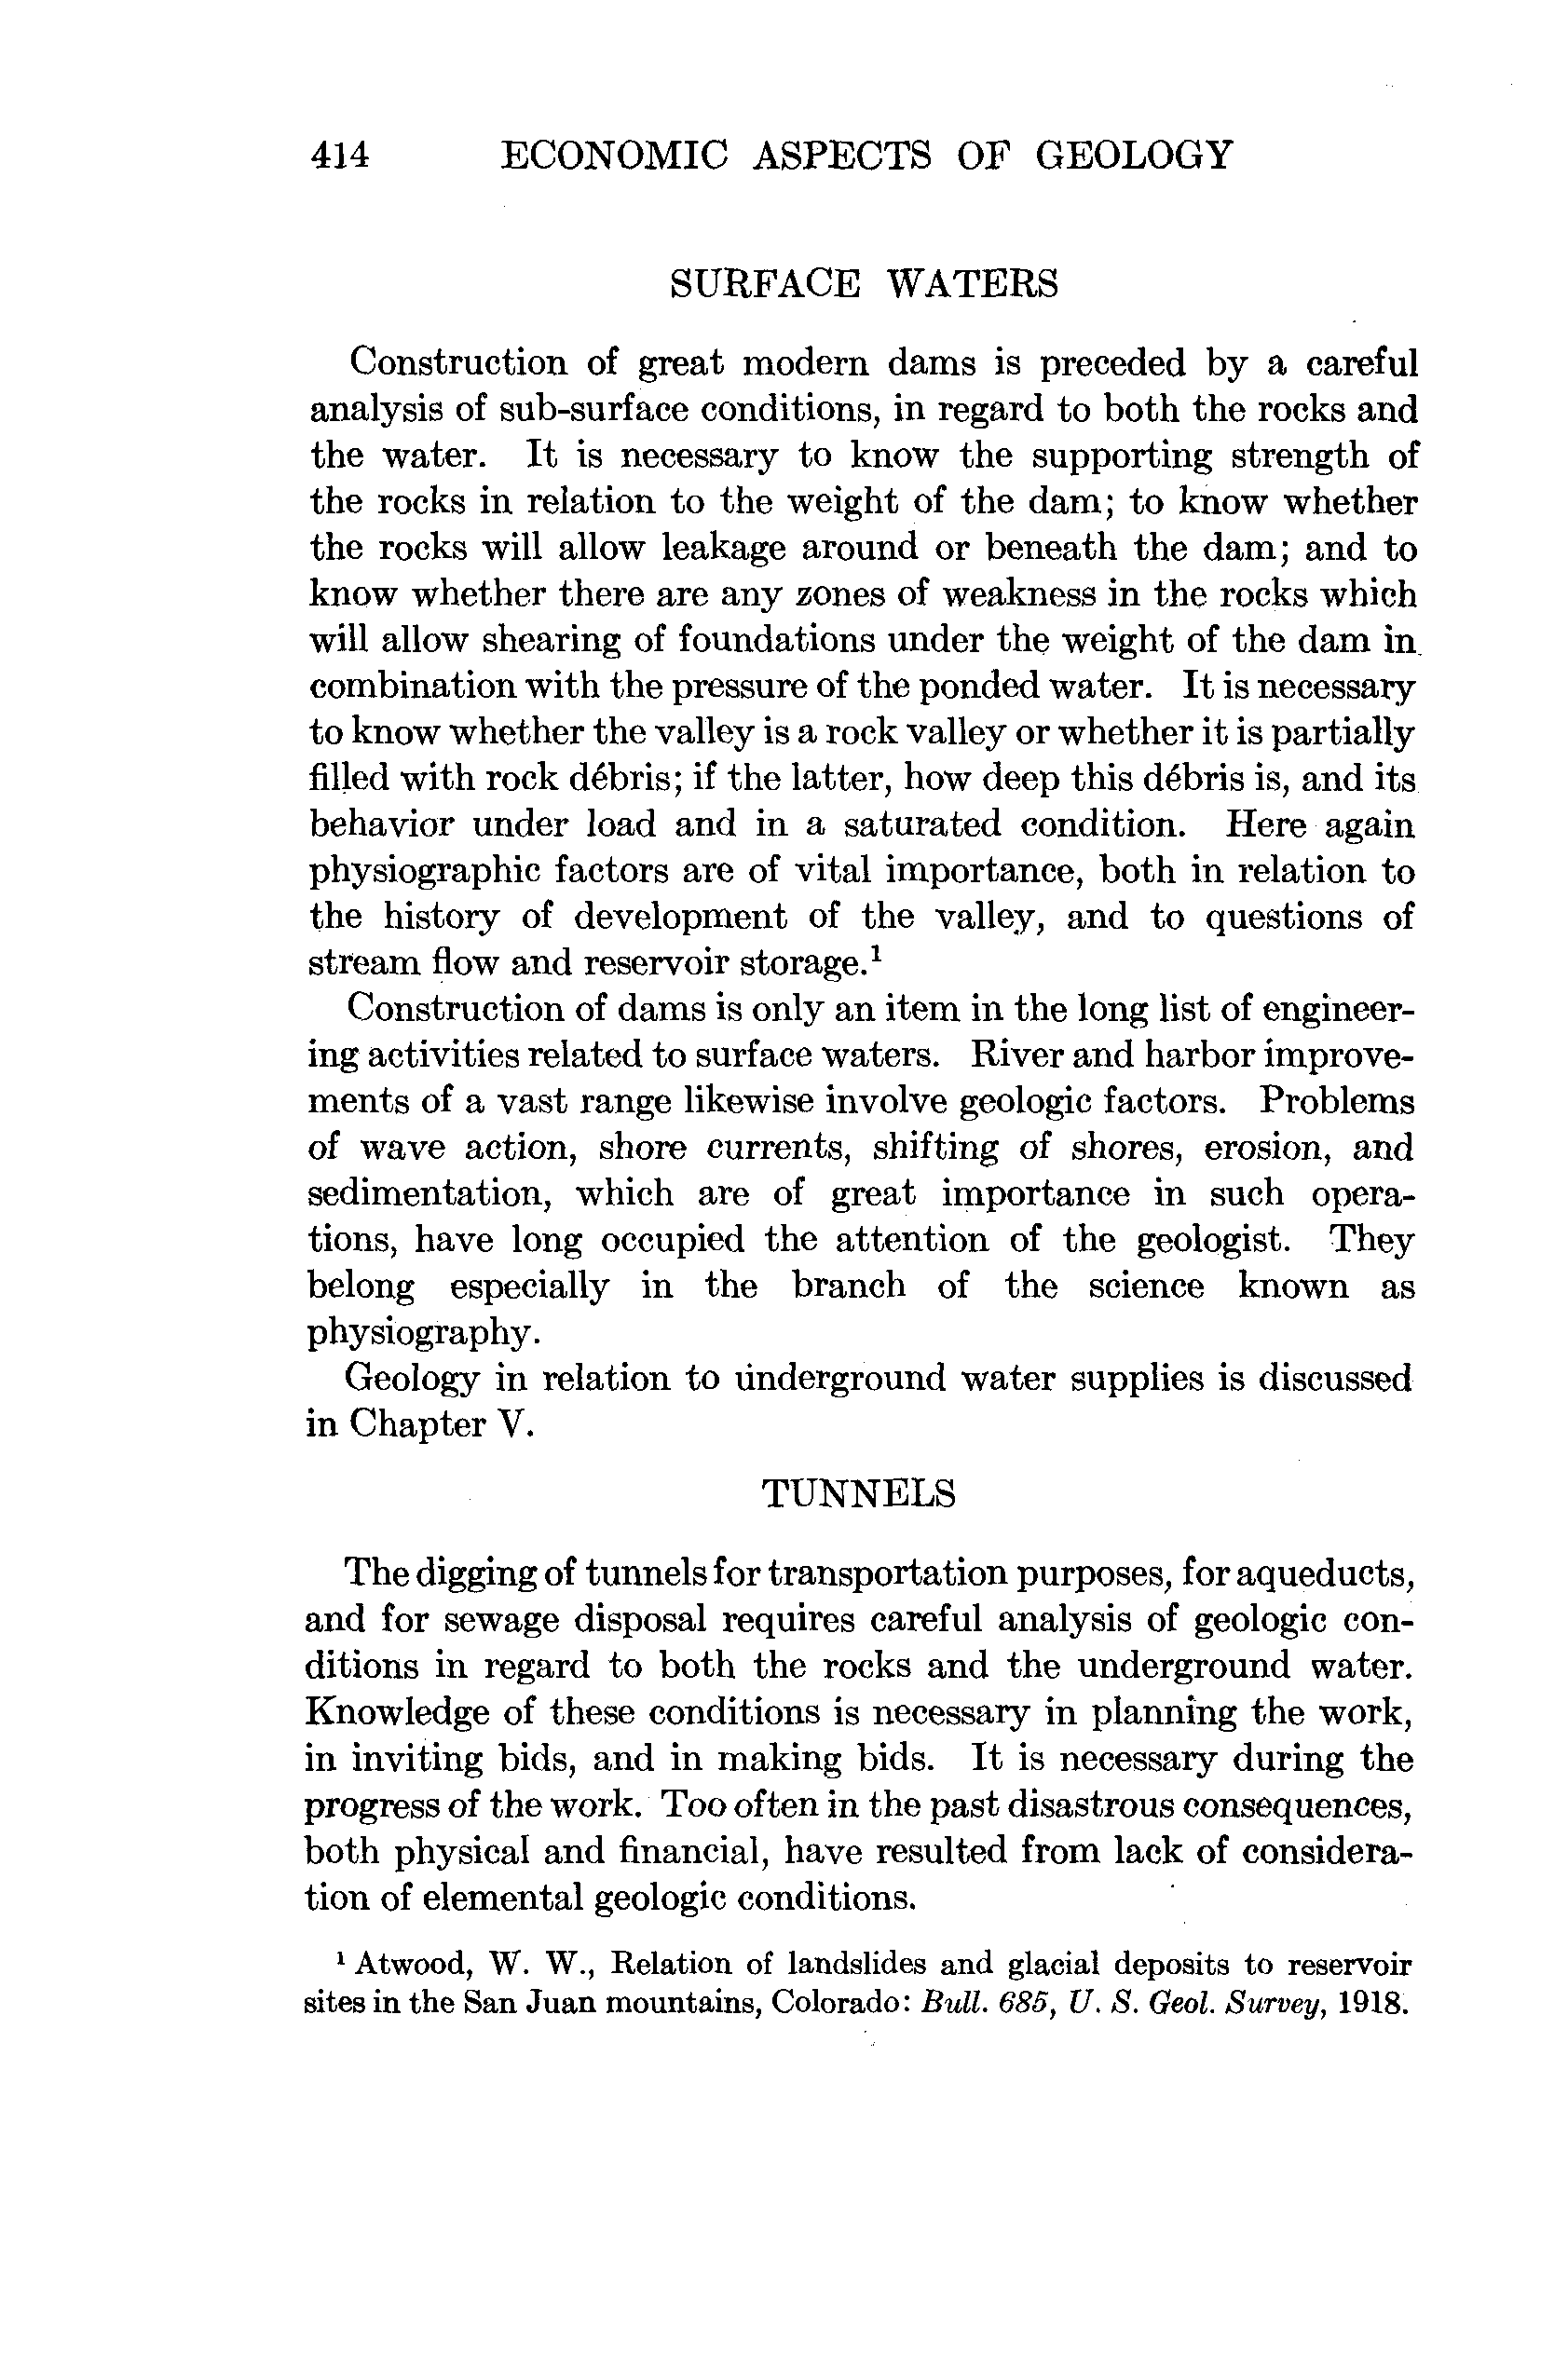 414 ECONOMIC ASPECTS OF GEOLOGY
SURFACE WATERS
Construction of great modern dams is preceded by a careful
analysis of sub-surface conditions, in regard to both the rocks and
the water. It is necessary to know the supporting strength of
the rocks in relation to the weight of the dam; to know whether
the rocks will allow leakage around or beneath the dam; and to
know whether there are any zones of weakness in the rocks which
will allow shearing of foundations under the weight of the dam in
combination with the pressure of the ponded water. It is necessary
to know whether the valley is a rock valley or whether it is partially
filled with rock débris; if the latter, how deep this débris is, and its
behavior under load and in a saturated condition. Here again
physiographic factors are of vital importance, both in relation to
the history of development of the valley, and to questions of
stream flow and reservoir storage.¹
Construction of dams is only an item in the long list of engineer-
ing activities related to surface waters. River and harbor improve-
ments of a vast range likewise involve geologic factors. Problems
of wave action, shore currents, shifting of shores, erosion, and
sedimentation, which are of great importance in such opera-
tions, have long occupied the attention of the geologist. They
belong especially in the branch of the science known as
physiography.
Geology in relation to underground water supplies is discussed
in Chapter V.
TUNNELS
The digging of tunnels for transportation purposes, for aqueducts,
and for sewage disposal requires careful analysis of geologic con-
ditions in regard to both the rocks and the underground water.
Knowledge of these conditions is necessary in planning the work,
in inviting bids, and in making bids. It is necessary during the
progress of the work. Too often in the past disastrous consequences,
both physical and financial, have resulted from lack of considera-
tion of elemental geologic conditions.
¹ Atwood, W. W., Relation of landslides and glacial deposits to reservoir
sites in the San Juan mountains, Colorado: Bull. 685, U. S. Geol. Survey, 1918.